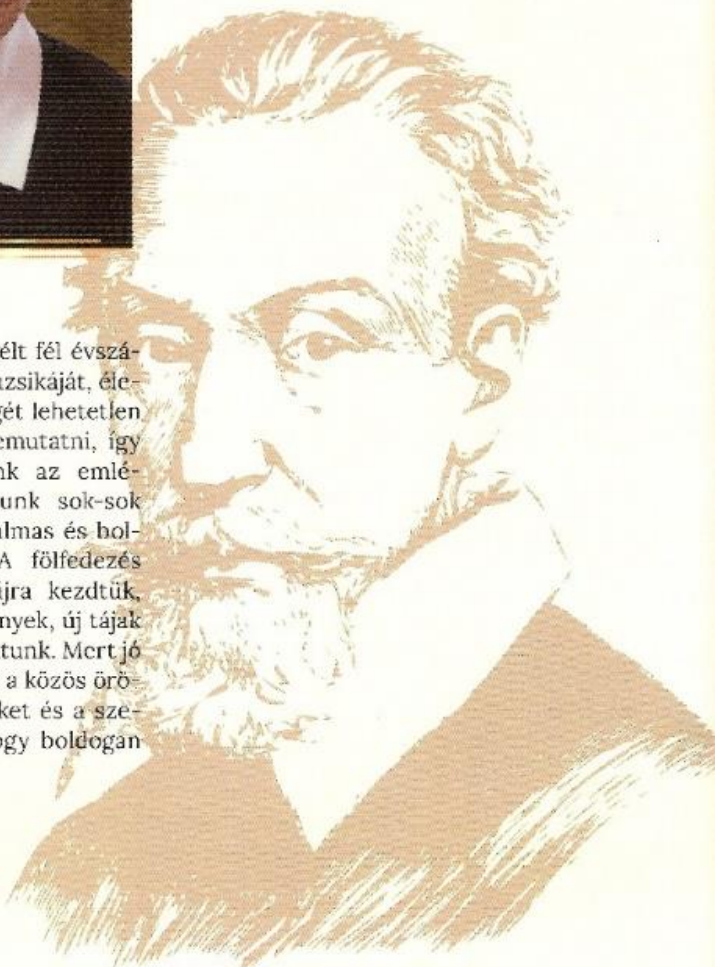 élt fél évszá-
zsikáját, éle-
gét lehetetlen
emutatni, így
nk az emlé-
unk sok-sok
lmas és bol-
A fölfedezés
jra kezdtük,
nyek, új tájak
tunk. Mert jó
a közös örö-
ket és a sze-
ogy boldogan